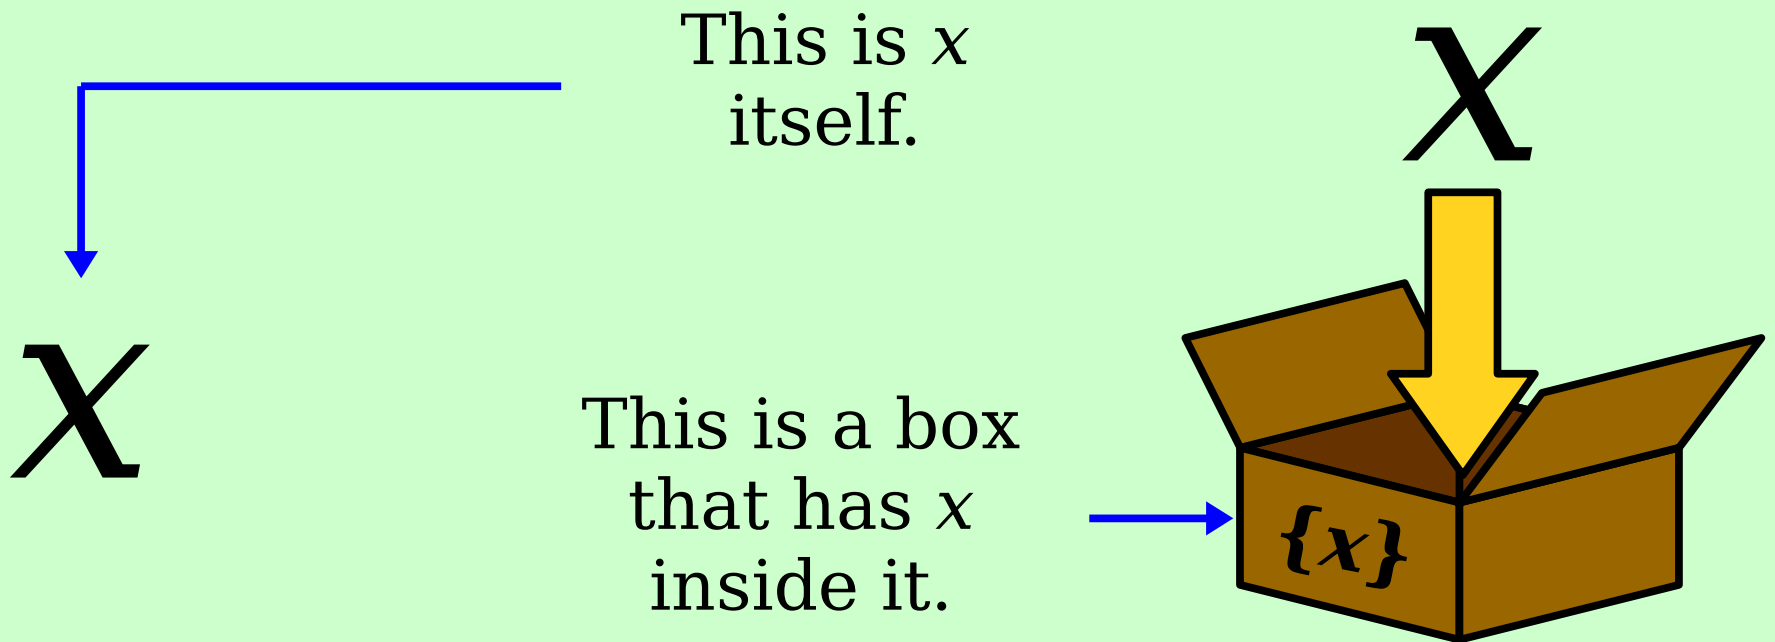 This is x
itself.
x
x
This is a box
that has x
inside it.
{x}